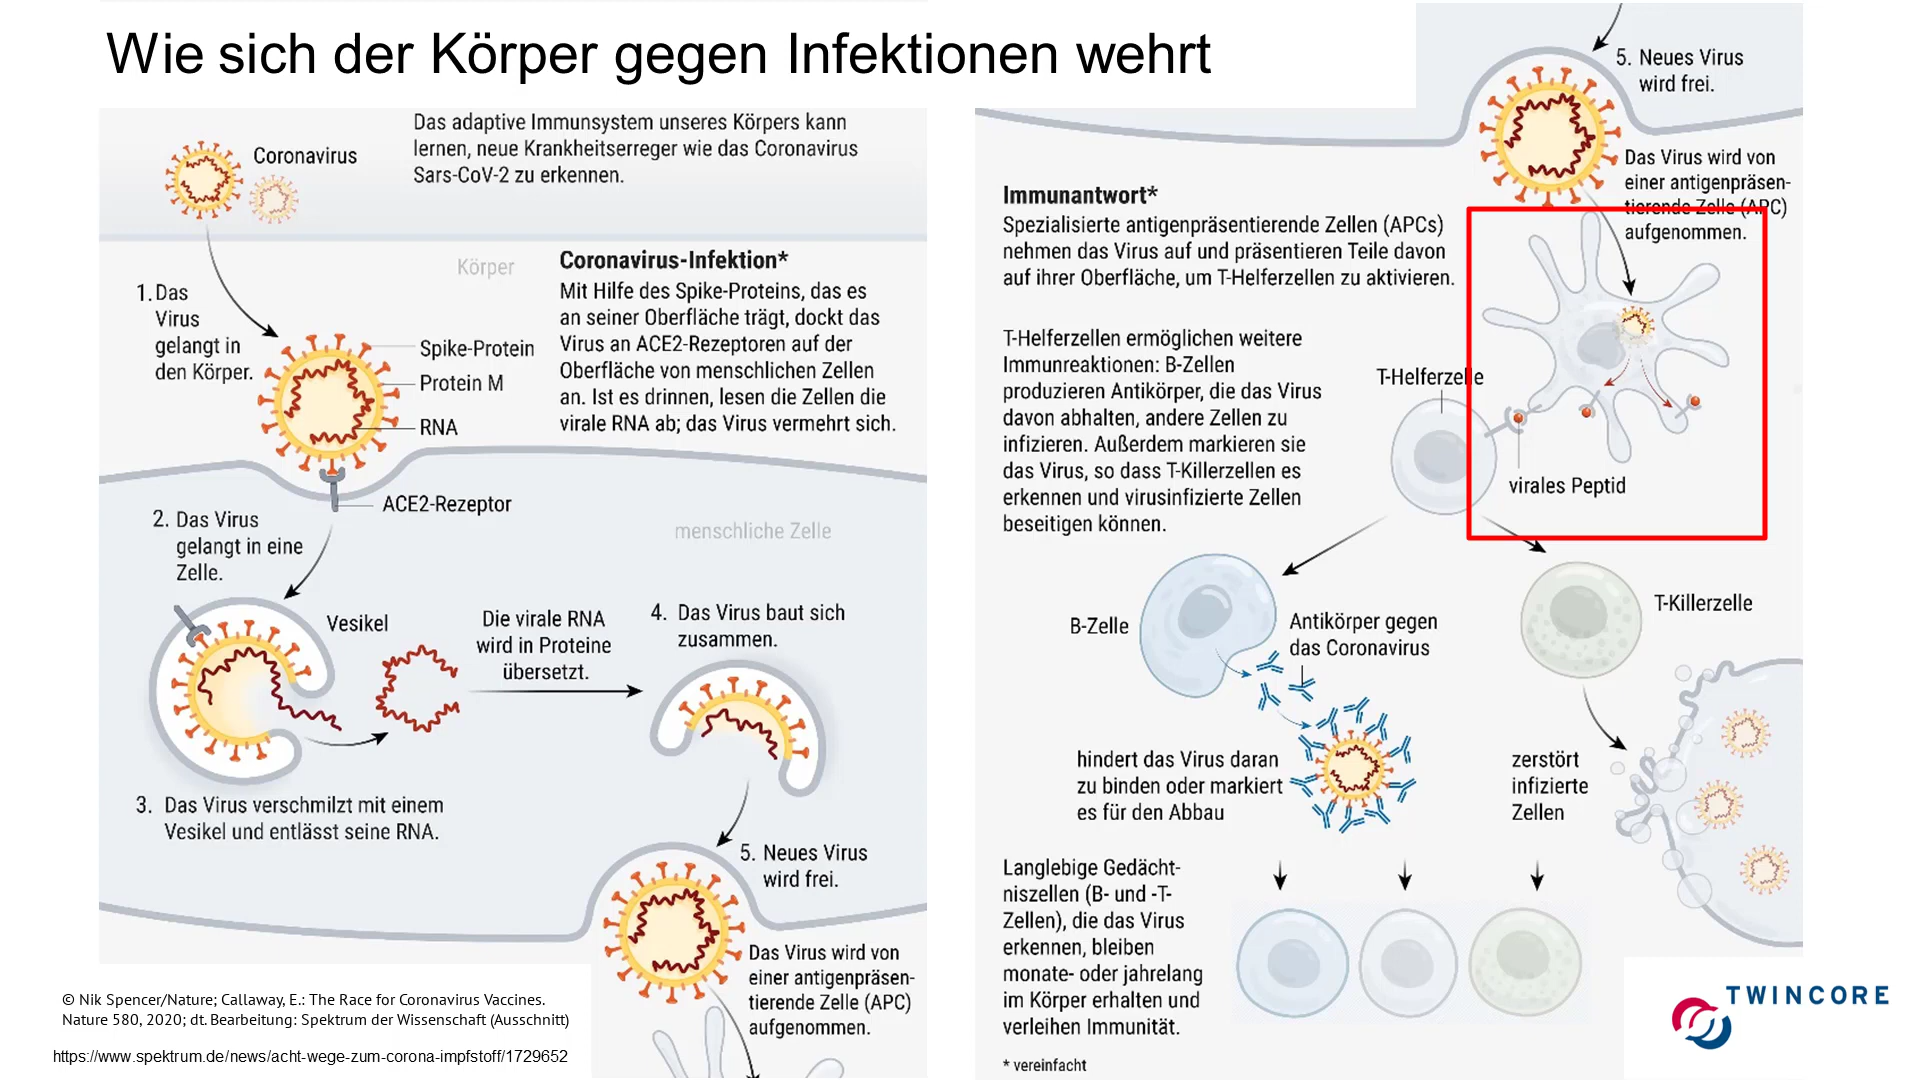 Wie sich der Körper gegen Infektionen wehrt
Coronavirus
Das adaptive Immunsystem unseres Körpers kann
lernen, neue Krankheitserreger wie das Coronavirus
Sars-CoV-2 zu erkennen.
Körper
Coronavirus-Infektion*
Mit Hilfe des Spike-Proteins, das es
an seiner Oberfläche trägt, dockt das
Virus an ACE2-Rezeptoren auf der
Oberfläche von menschlichen Zellen
an. Ist es drinnen, lesen die Zellen die
virale RNA ab; das Virus vermehrt sich.
1. Das
Virus
gelangt in
den Körper.
Spike-Protein
Protein M
RNA
ACE2-Rezeptor
menschliche Zelle
2. Das Virus
gelangt in eine
Zelle.
Vesikel
Die virale RNA
wird in Proteine
übersetzt.
4. Das Virus baut sich
zusammen.
3. Das Virus verschmilzt mit einem
Vesikel und entlässt seine RNA.
5. Neues Virus
wird frei.
Das Virus wird von
einer antigenpräsen-
tierende Zelle (APC)
aufgenommen.
© Nik Spencer/Nature; Callaway, E.: The Race for Coronavirus Vaccines.
Nature 580, 2020; dt. Bearbeitung: Spektrum der Wissenschaft (Ausschnitt)
https://www.spektrum.de/news/acht-wege-zum-corona-impfstoff/1729652
5. Neues Virus
wird frei.
Das Virus wird von
einer antigenpräsen-
tierende Zelle (APC)
aufgenommen.
Immunantwort*
Spezialisierte antigenpräsentierende Zellen (APCs)
nehmen das Virus auf und präsentieren Teile davon
auf ihrer Oberfläche, um T-Helferzellen zu aktivieren.
T-Helferzellen ermöglichen weitere
Immunreaktionen: B-Zellen
produzieren Antikörper, die das Virus
davon abhalten, andere Zellen zu
infizieren. Außerdem markieren sie
das Virus, so dass T-Killerzellen es
erkennen und virusinfizierte Zellen
beseitigen können.
T-Helferzelle
virales Peptid
B-Zelle
Antikörper gegen
das Coronavirus
T-Killerzelle
hindert das Virus daran
zu binden oder markiert
es für den Abbau
zerstört
infizierte
Zellen
Langlebige Gedächt-
niszellen (B- und -T-
Zellen), die das Virus
erkennen, bleiben
monate- oder jahrelang
im Körper erhalten und
verleihen Immunität.
* vereinfacht
TWINCORE